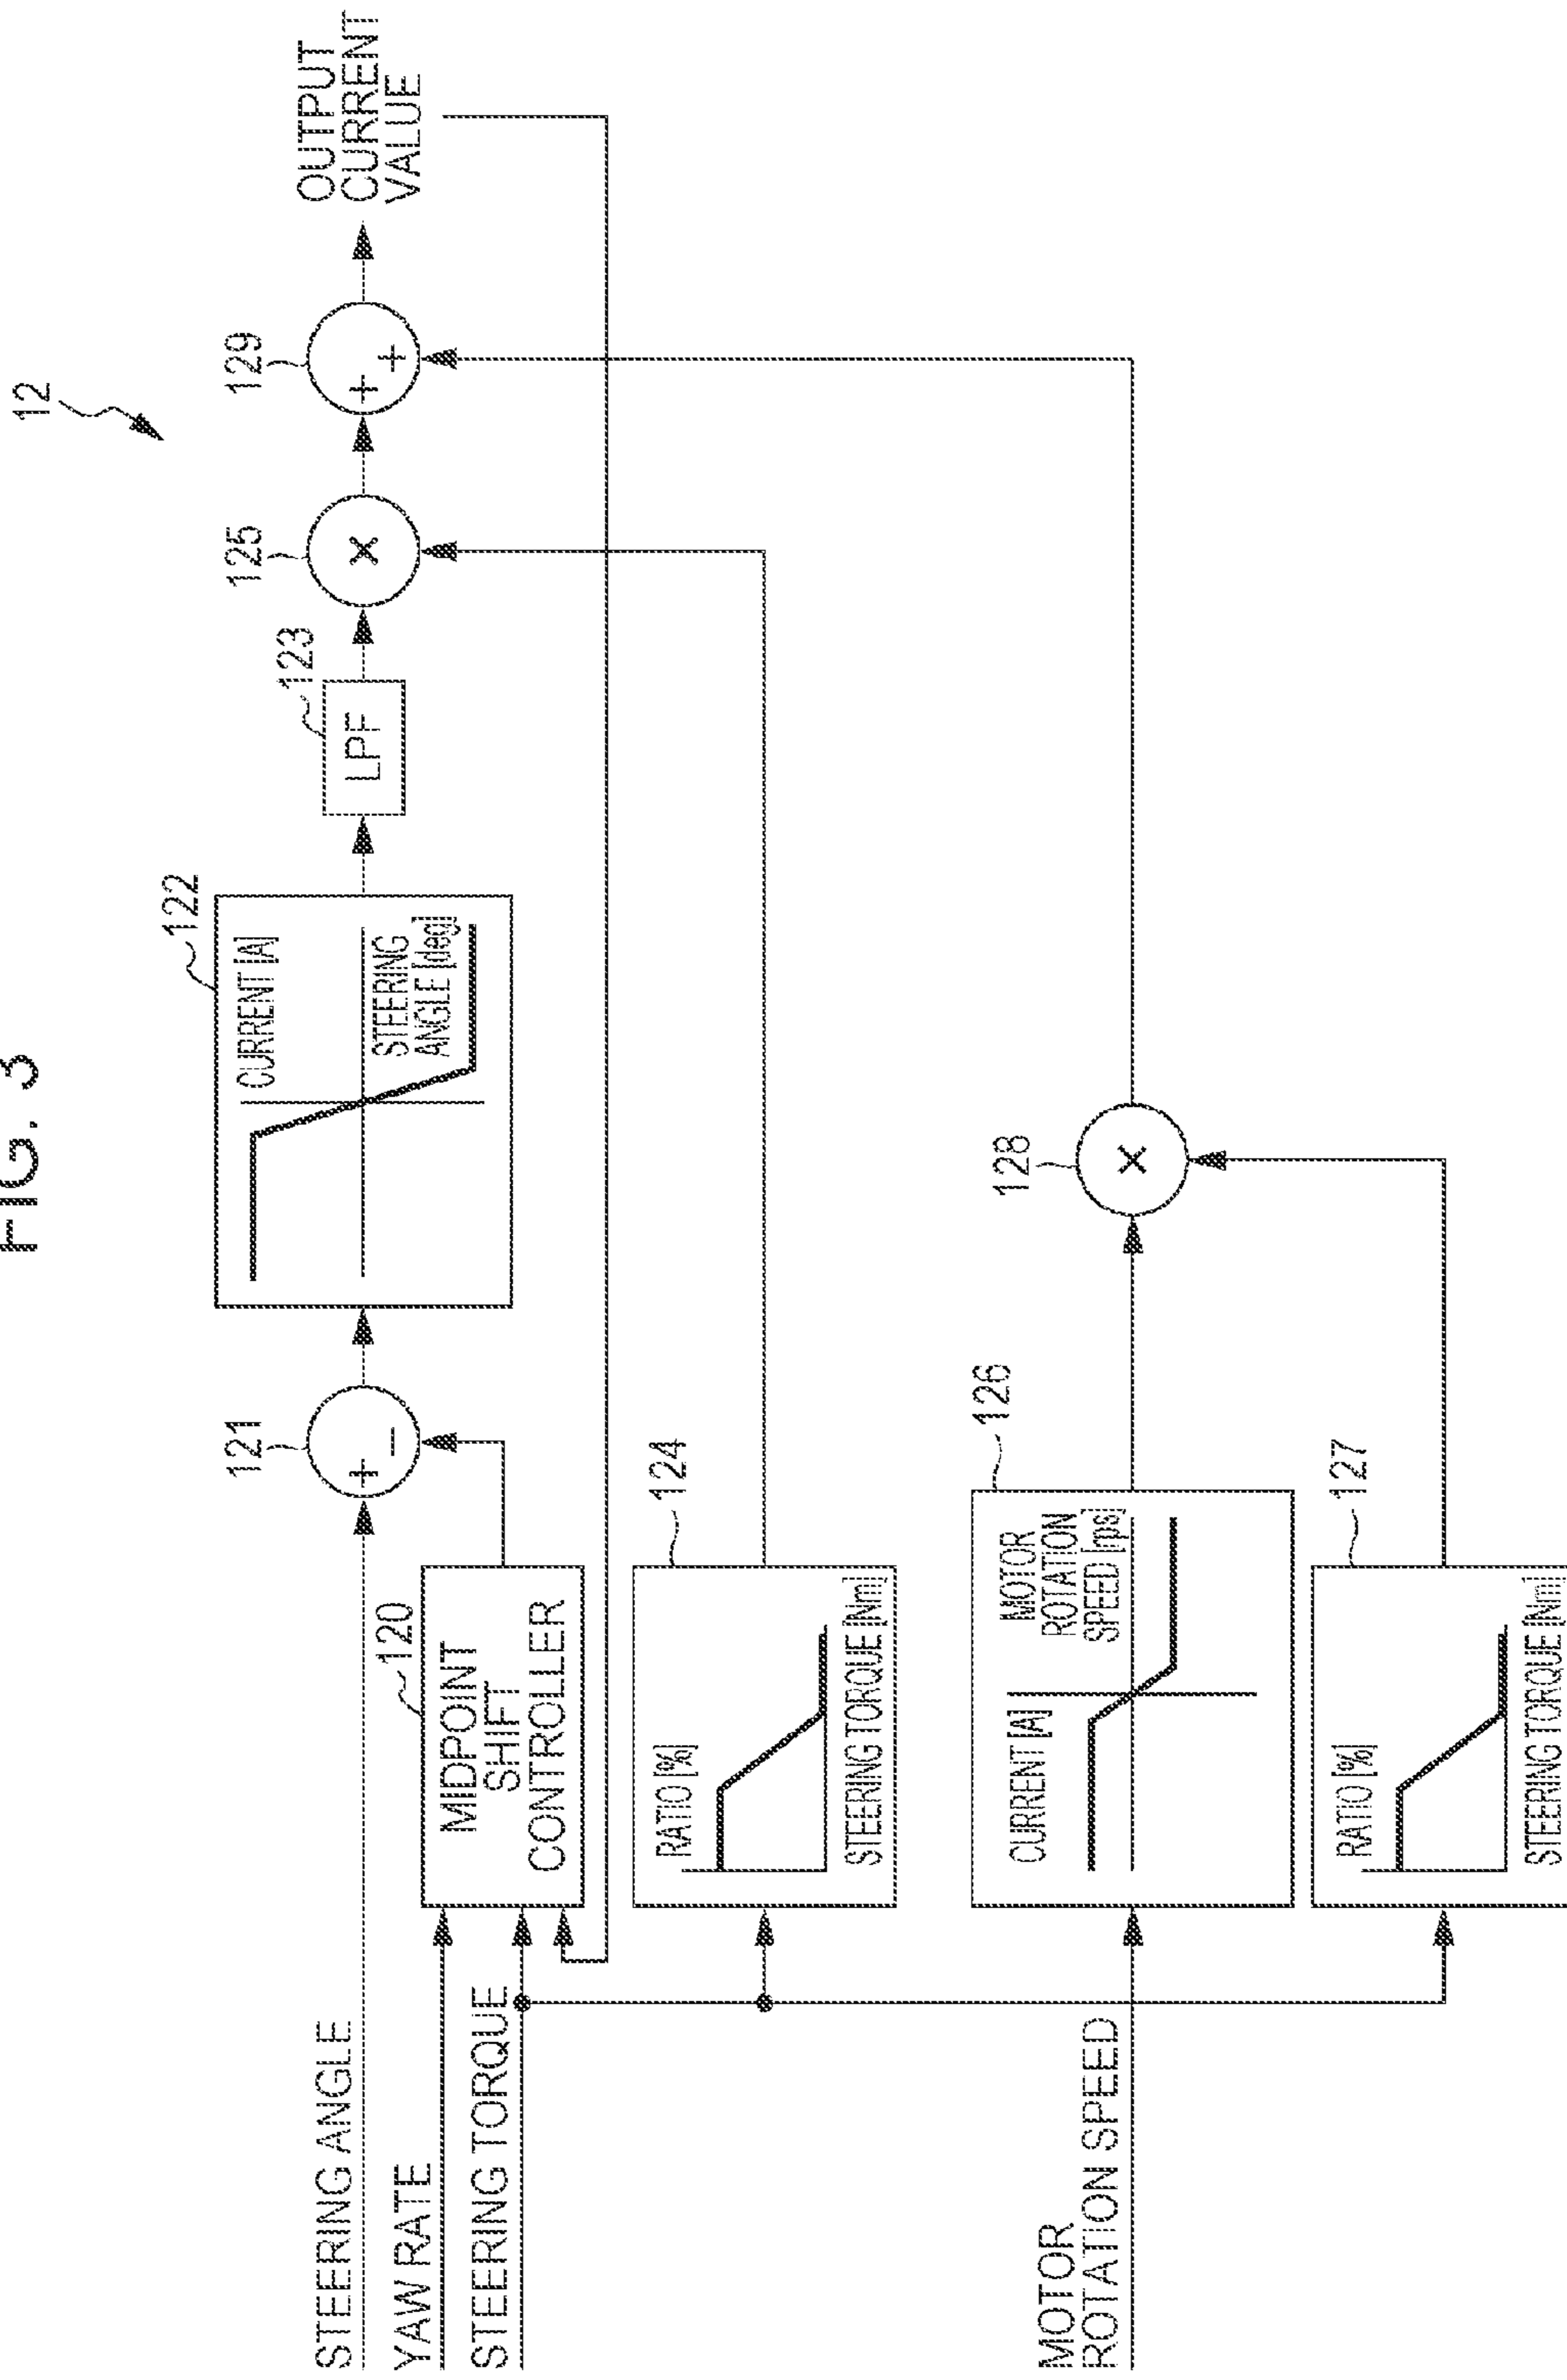 FIG. 3
12
STEERING ANGLE
YAW RATE
STEERING TORQUE
MOTOR
ROTATION SPEED
120
MIDPOINT
SHIFT
CONTROLLER
121
+
−
122
CURRENT [A]
STEERING
ANGLE [deg]
123
LPF
125
×
129
+
+
OUTPUT
CURRENT
VALUE
124
RATIO [%]
STEERING TORQUE [Nm]
126
CURRENT [A]
MOTOR
ROTATION
SPEED [rps]
128
×
127
RATIO [%]
STEERING TORQUE [Nm]